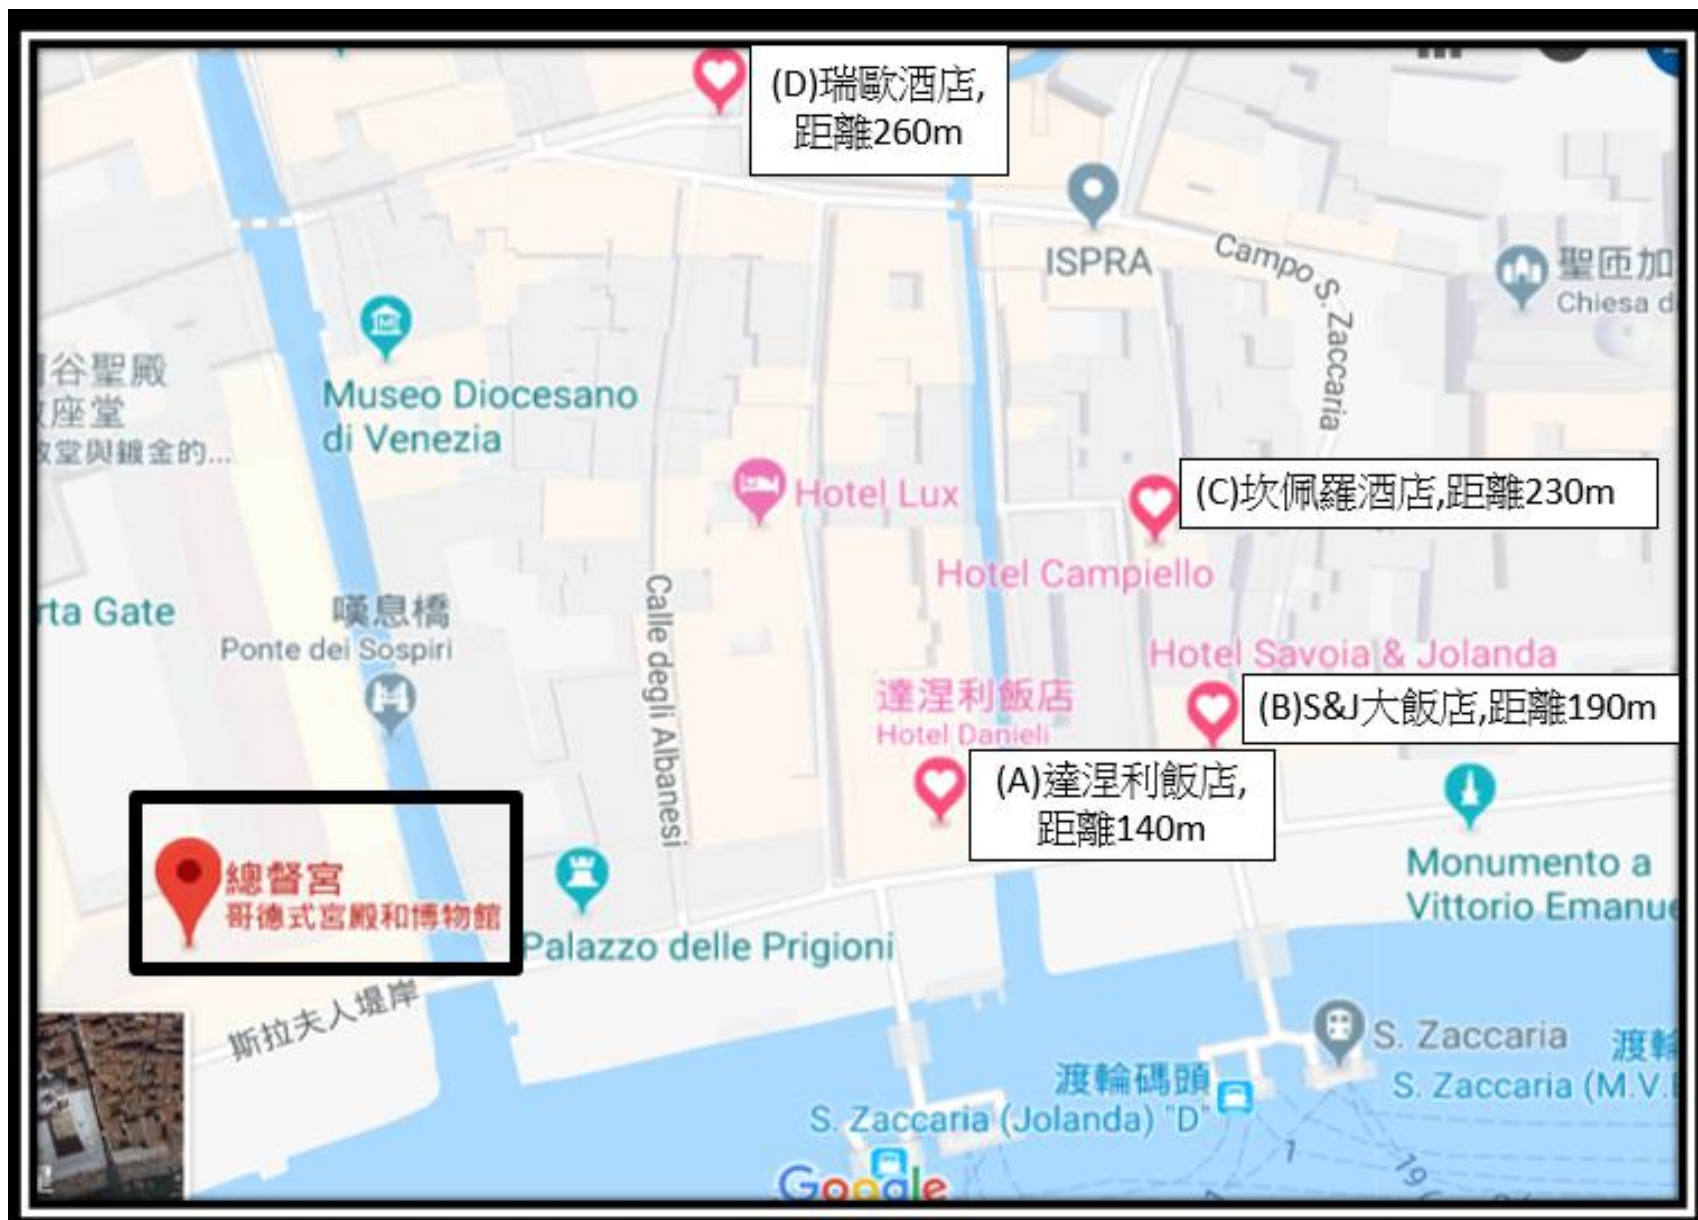 (D)瑞歐酒店,
距離260m
ISPRA
Campo S. Zaccaria
聖匝加
Chiesa d
谷聖殿
座堂
堂與鍍金的...
Museo Diocesano
di Venezia
Hotel Lux
(C)坎佩羅酒店,距離230m
Hotel Campiello
rta Gate
嘆息橋
Ponte dei Sospiri
Calle degli Albanesi
Hotel Savoia & Jolanda
達涅利飯店
Hotel Danieli
(B)S&J大飯店,距離190m
(A)達涅利飯店,
距離140m
總督宮
哥德式宮殿和博物館
Palazzo delle Prigioni
Monumento a
Vittorio Emanue
斯拉夫人堤岸
S. Zaccaria
渡輪碼頭
S. Zaccaria (Jolanda) "D"
渡輪
S. Zaccaria (M.V.E
1
19
Google